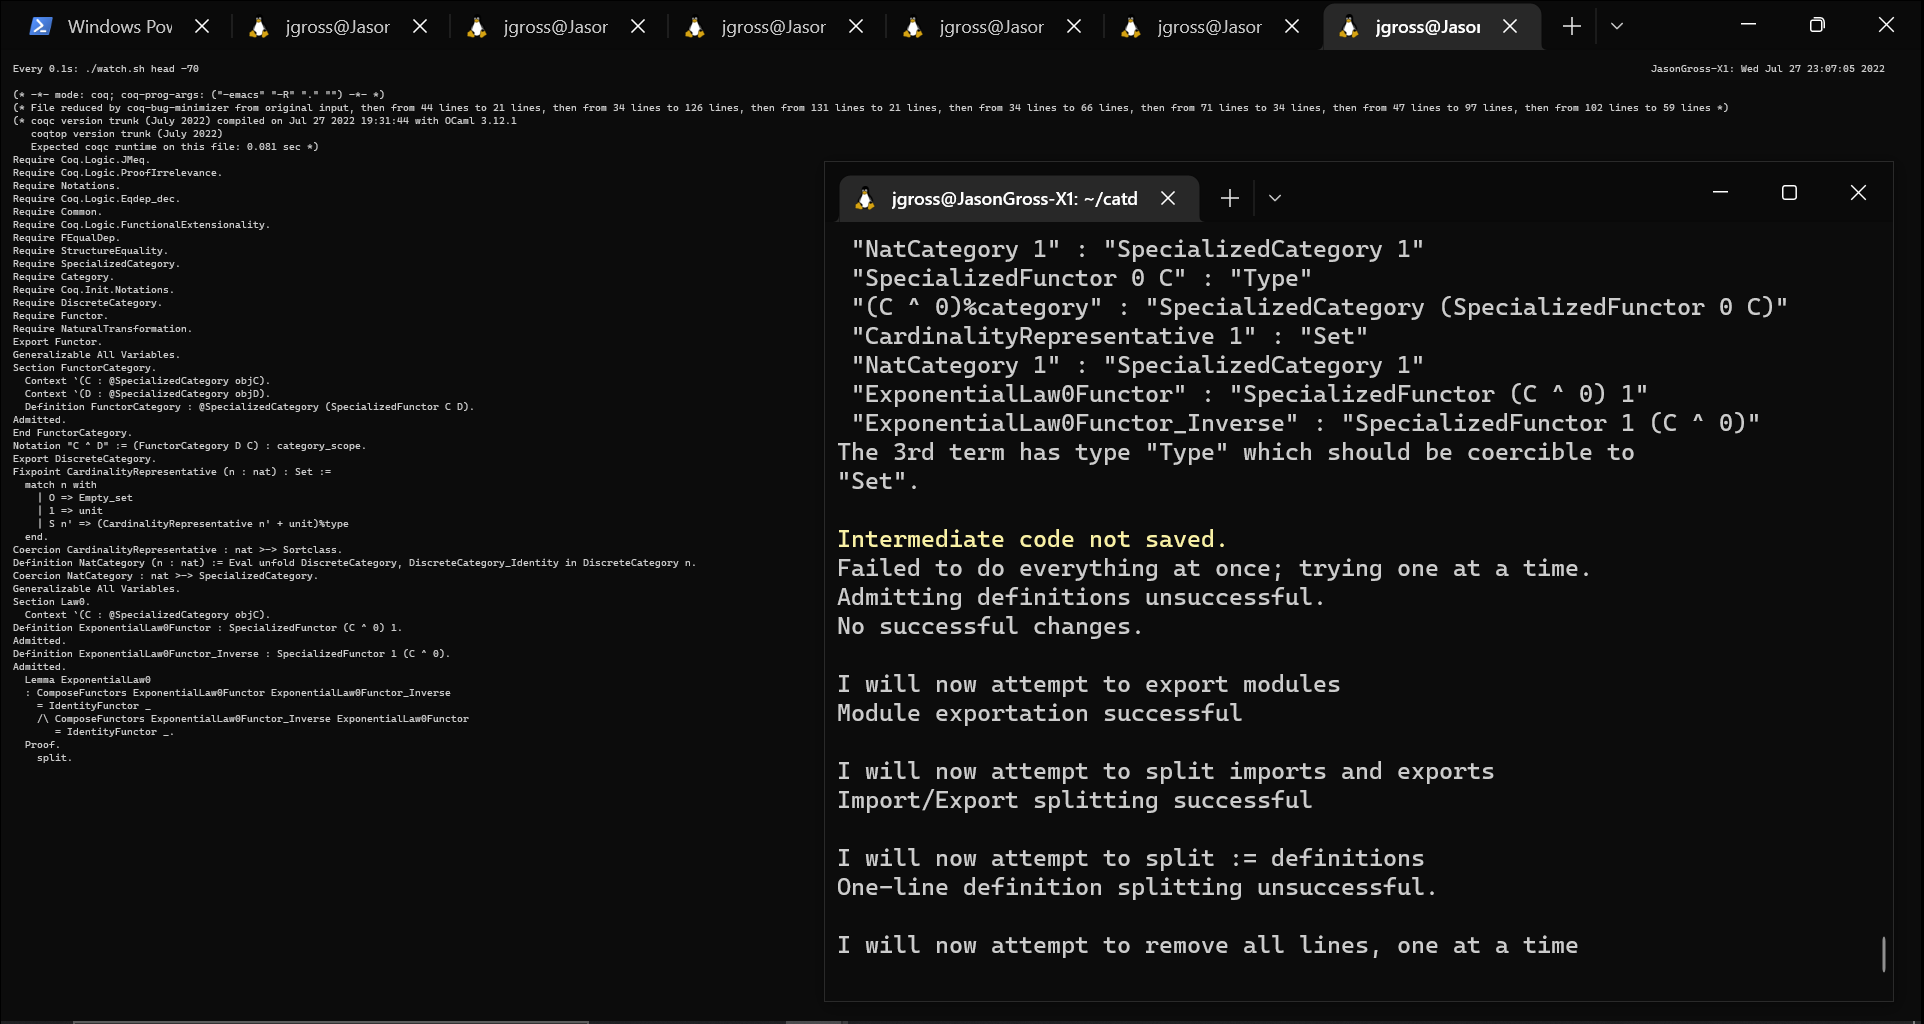 Windows Pow
jgross@Jasor
jgross@Jasor
jgross@Jasor
jgross@Jasor
jgross@Jasor
jgross@Jasor
Every 0.1s: ./watch.sh head -70
JasonGross-X1: Wed Jul 27 23:07:05 2022
(* -*- mode: coq; coq-prog-args: ("-emacs" "-R" "." "") -*- *)
(* File reduced by coq-bug-minimizer from original input, then from 44 lines to 21 lines, then from 34 lines to 126 lines, then from 131 lines to 21 lines, then from 34 lines to 66 lines, then from 71 lines to 34 lines, then from 47 lines to 97 lines, then from 102 lines to 59 lines *)
(* coqc version trunk (July 2022) compiled on Jul 27 2022 19:31:44 with OCaml 3.12.1
coqtop version trunk (July 2022)
Expected coqc runtime on this file: 0.081 sec *)
Require Coq.Logic.JMeq.
Require Coq.Logic.ProofIrrelevance.
Require Notations.
Require Coq.Logic.Eqdep_dec.
Require Common.
Require Coq.Logic.FunctionalExtensionality.
Require FEqualDep.
Require StructureEquality.
Require SpecializedCategory.
Require Category.
Require Coq.Init.Notations.
Require DiscreteCategory.
Require Functor.
Require NaturalTransformation.
Export Functor.
Generalizable All Variables.
Section FunctorCategory.
Context `(C : @SpecializedCategory objC).
Context `(D : @SpecializedCategory objD).
Definition FunctorCategory : @SpecializedCategory (SpecializedFunctor C D).
Admitted.
End FunctorCategory.
Notation "C ^ D" := (FunctorCategory D C) : category_scope.
Export DiscreteCategory.
Fixpoint CardinalityRepresentative (n : nat) : Set :=
match n with
| O => Empty_set
| 1 => unit
| S n' => (CardinalityRepresentative n' + unit)%type
end.
Coercion CardinalityRepresentative : nat >-> Sortclass.
Definition NatCategory (n : nat) := Eval unfold DiscreteCategory, DiscreteCategory_Identity in DiscreteCategory n.
Coercion NatCategory : nat >-> SpecializedCategory.
Generalizable All Variables.
Section Law0.
Context `(C : @SpecializedCategory objC).
Definition ExponentialLaw0Functor : SpecializedFunctor (C ^ 0) 1.
Admitted.
Definition ExponentialLaw0Functor_Inverse : SpecializedFunctor 1 (C ^ 0).
Admitted.
Lemma ExponentialLaw0
: ComposeFunctors ExponentialLaw0Functor ExponentialLaw0Functor_Inverse
= IdentityFunctor _
/\ ComposeFunctors ExponentialLaw0Functor_Inverse ExponentialLaw0Functor
= IdentityFunctor _.
Proof.
split.
jgross@JasonGross-X1: ~/catd
"NatCategory 1" : "SpecializedCategory 1"
"SpecializedFunctor 0 C" : "Type"
"(C ^ 0)%category" : "SpecializedCategory (SpecializedFunctor 0 C)"
"CardinalityRepresentative 1" : "Set"
"NatCategory 1" : "SpecializedCategory 1"
"ExponentialLaw0Functor" : "SpecializedFunctor (C ^ 0) 1"
"ExponentialLaw0Functor_Inverse" : "SpecializedFunctor 1 (C ^ 0)"
The 3rd term has type "Type" which should be coercible to
"Set".
Intermediate code not saved.
Failed to do everything at once; trying one at a time.
Admitting definitions unsuccessful.
No successful changes.
I will now attempt to export modules
Module exportation successful
I will now attempt to split imports and exports
Import/Export splitting successful
I will now attempt to split := definitions
One-line definition splitting unsuccessful.
I will now attempt to remove all lines, one at a time